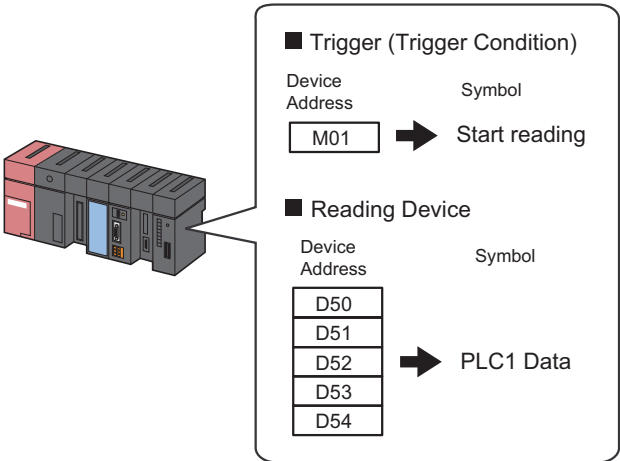 ■ Trigger (Trigger Condition)
Device
Address
Symbol
M01
Start reading
■ Reading Device
Device
Address
Symbol
D50
D51
D52
D53
D54
PLC1 Data